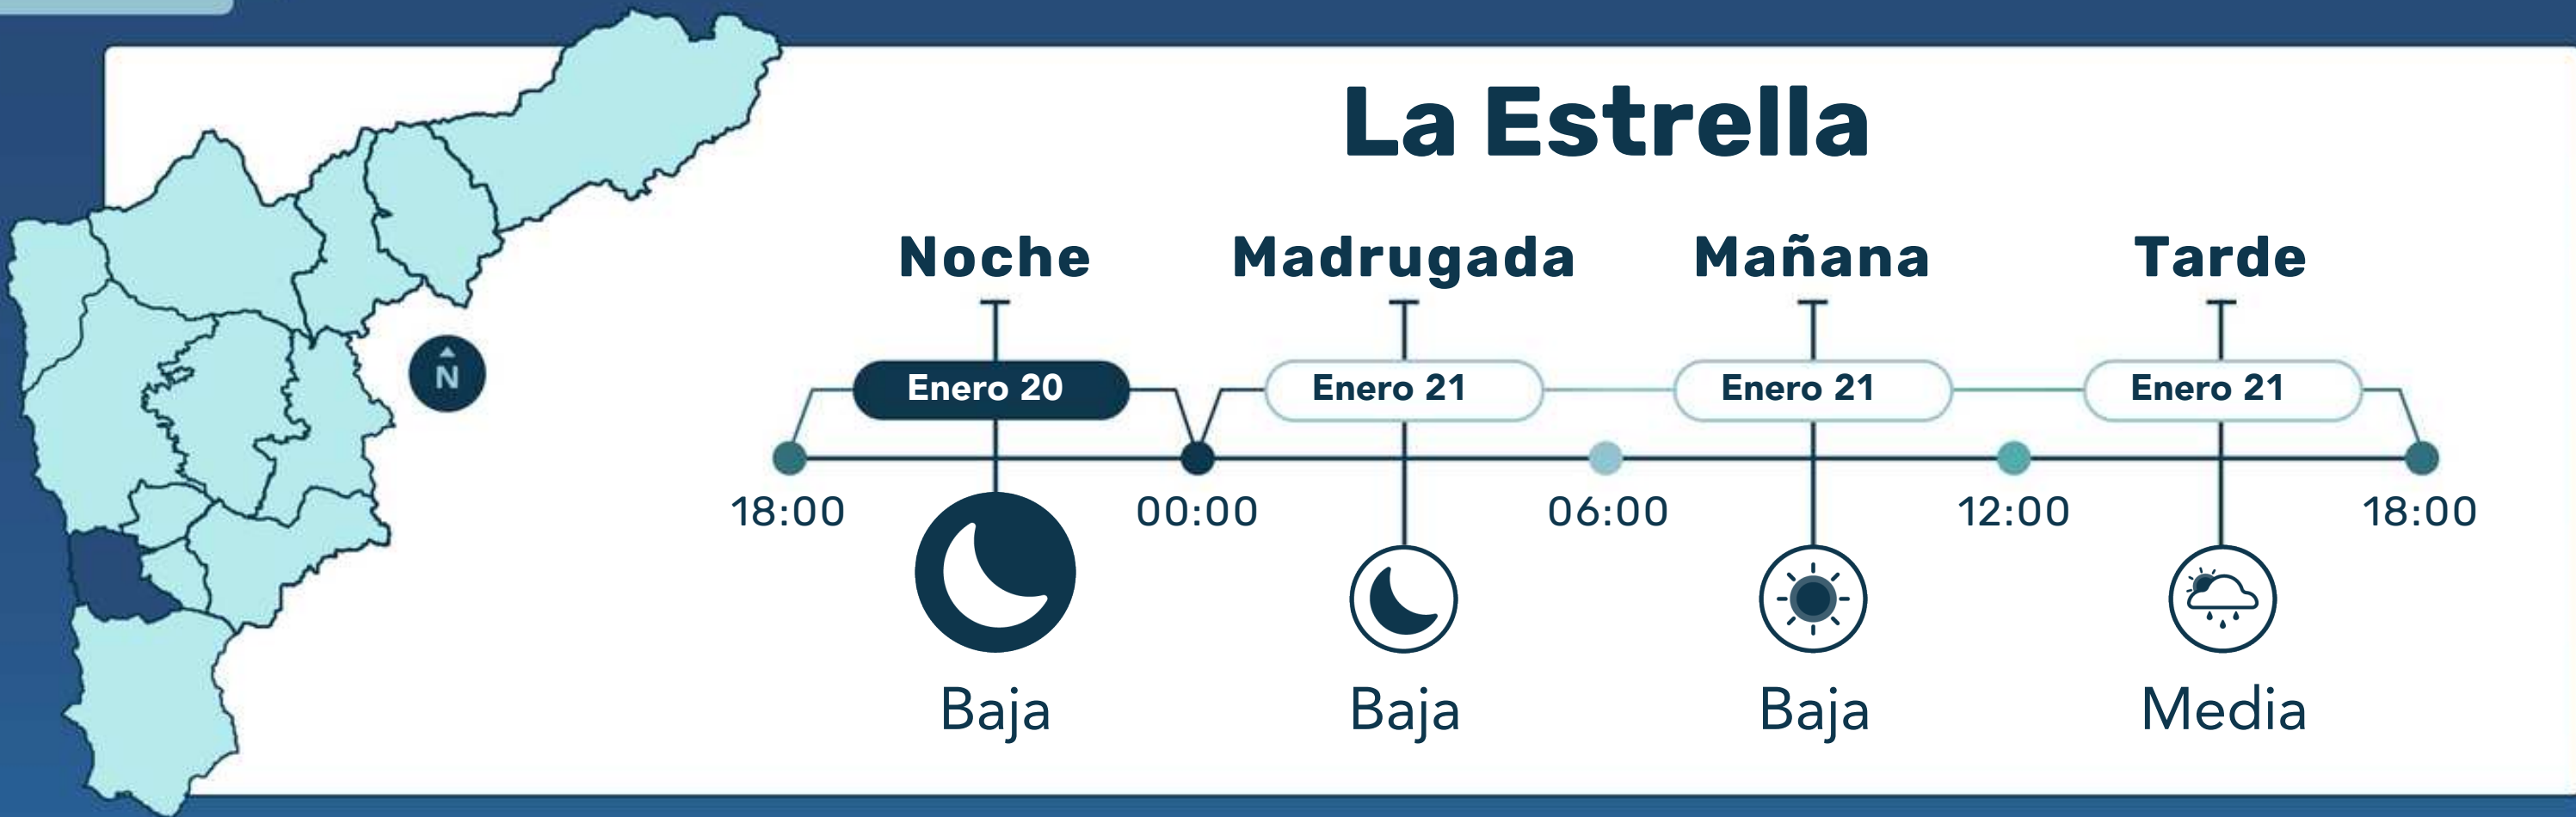 La Estrella
Noche Madrugada Mañana Tarde
N
Enero 20 Enero 21 Enero 21 Enero 21
18:00 00:00 06:00 12:00 18:00
Baja Baja Baja Media